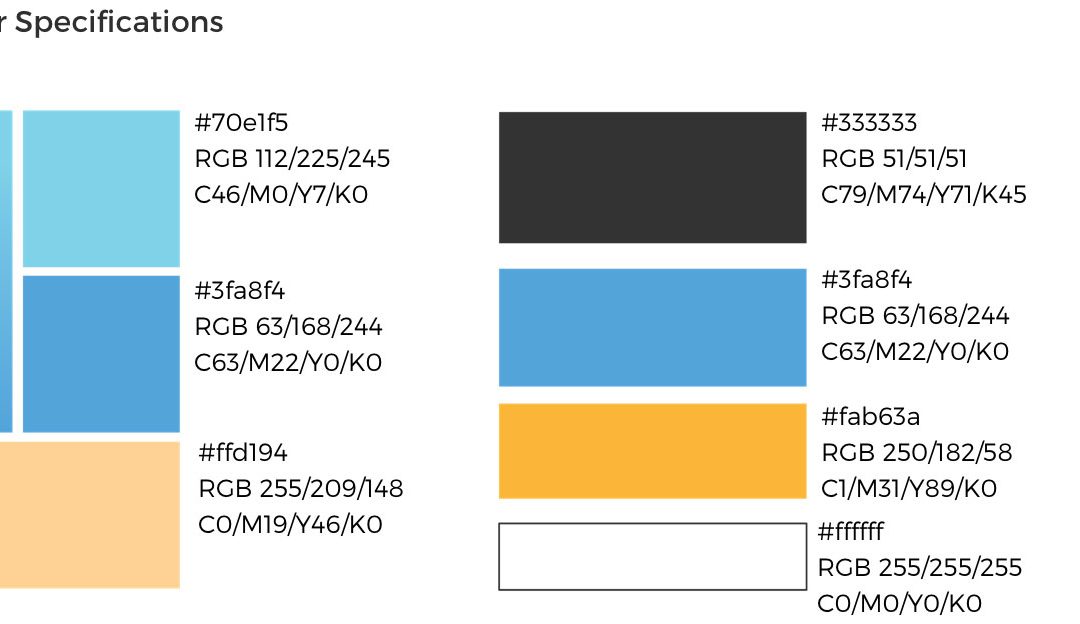 r Specifications
#70e1f5
RGB 112/225/245
C46/M0/Y7/K0
#3fa8f4
RGB 63/168/244
C63/M22/Y0/K0
#ffd194
RGB 255/209/148
C0/M19/Y46/K0
#333333
RGB 51/51/51
C79/M74/Y71/K45
#3fa8f4
RGB 63/168/244
C63/M22/Y0/K0
#fab63a
RGB 250/182/58
C1/M31/Y89/K0
#ffffff
RGB 255/255/255
C0/M0/Y0/K0